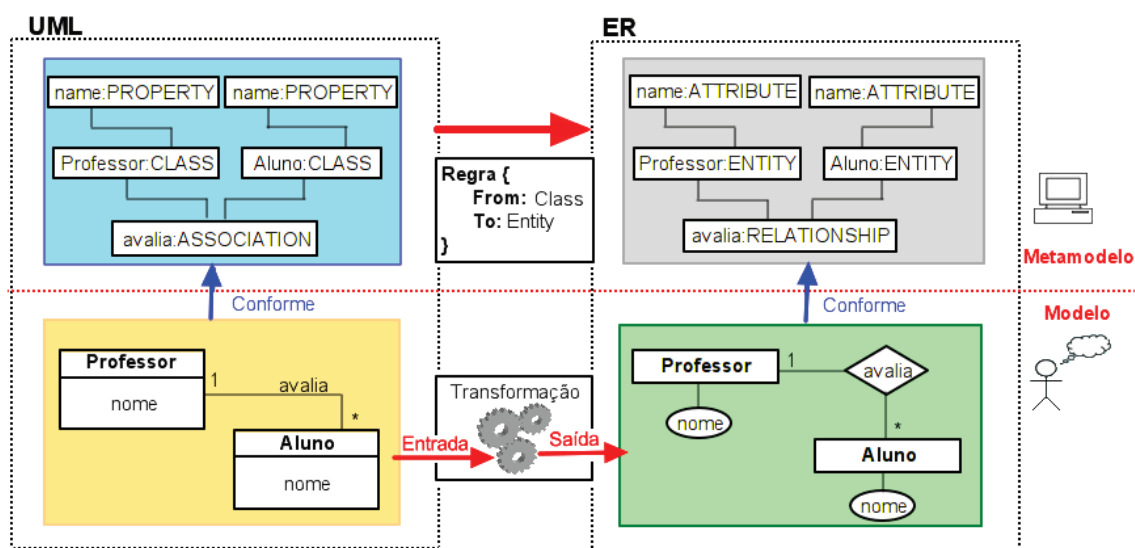 UML
ER
name:PROPERTY
name:PROPERTY
Professor:CLASS
Aluno:CLASS
avalia:ASSOCIATION
Regra {
From: Class
To: Entity
}
name:ATTRIBUTE
name:ATTRIBUTE
Professor:ENTITY
Aluno:ENTITY
avalia:RELATIONSHIP
Metamodelo
Conforme
Conforme
Modelo
Professor
nome
1
avalia
*
Aluno
nome
Entrada
Transformação
Saída
Professor
1
avalia
nome
*
Aluno
nome